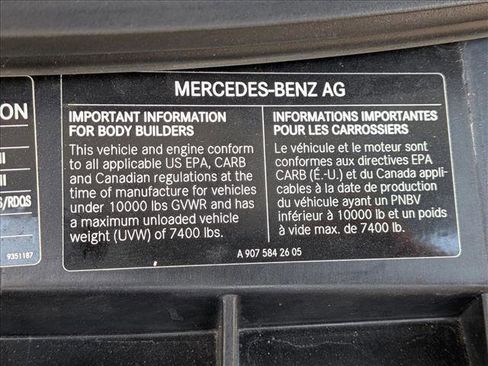 MERCEDES-BENZ AG
IMPORTANT INFORMATION
FOR BODY BUILDERS
This vehicle and engine conform
to all applicable US EPA, CARB
and Canadian regulations at the
time of manufacture for vehicles
under 10000 lbs GVWR and has
a maximum unloaded vehicle
weight (UVW) of 7400 lbs.
INFORMATIONS IMPORTANTES
POUR LES CARROSSIERS
Le véhicule et le moteur sont
conformes aux directives EPA
CARB (É.-U.) et du Canada appli-
cables à la date de production
du véhicule ayant un PNBV
inférieur à 10000 lb et un poids
à vide max. de 7400 lb.
A 907 584 26 05
ION
II
II
S/RDQS
9351187